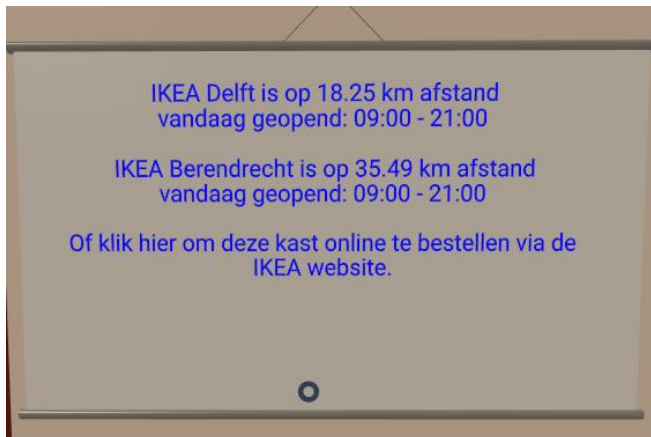 IKEA Delft is op 18.25 km afstand
vandaag geopend: 09:00 - 21:00
IKEA Berendrecht is op 35.49 km afstand
vandaag geopend: 09:00 - 21:00
Of klik hier om deze kast online te bestellen via de
IKEA website.